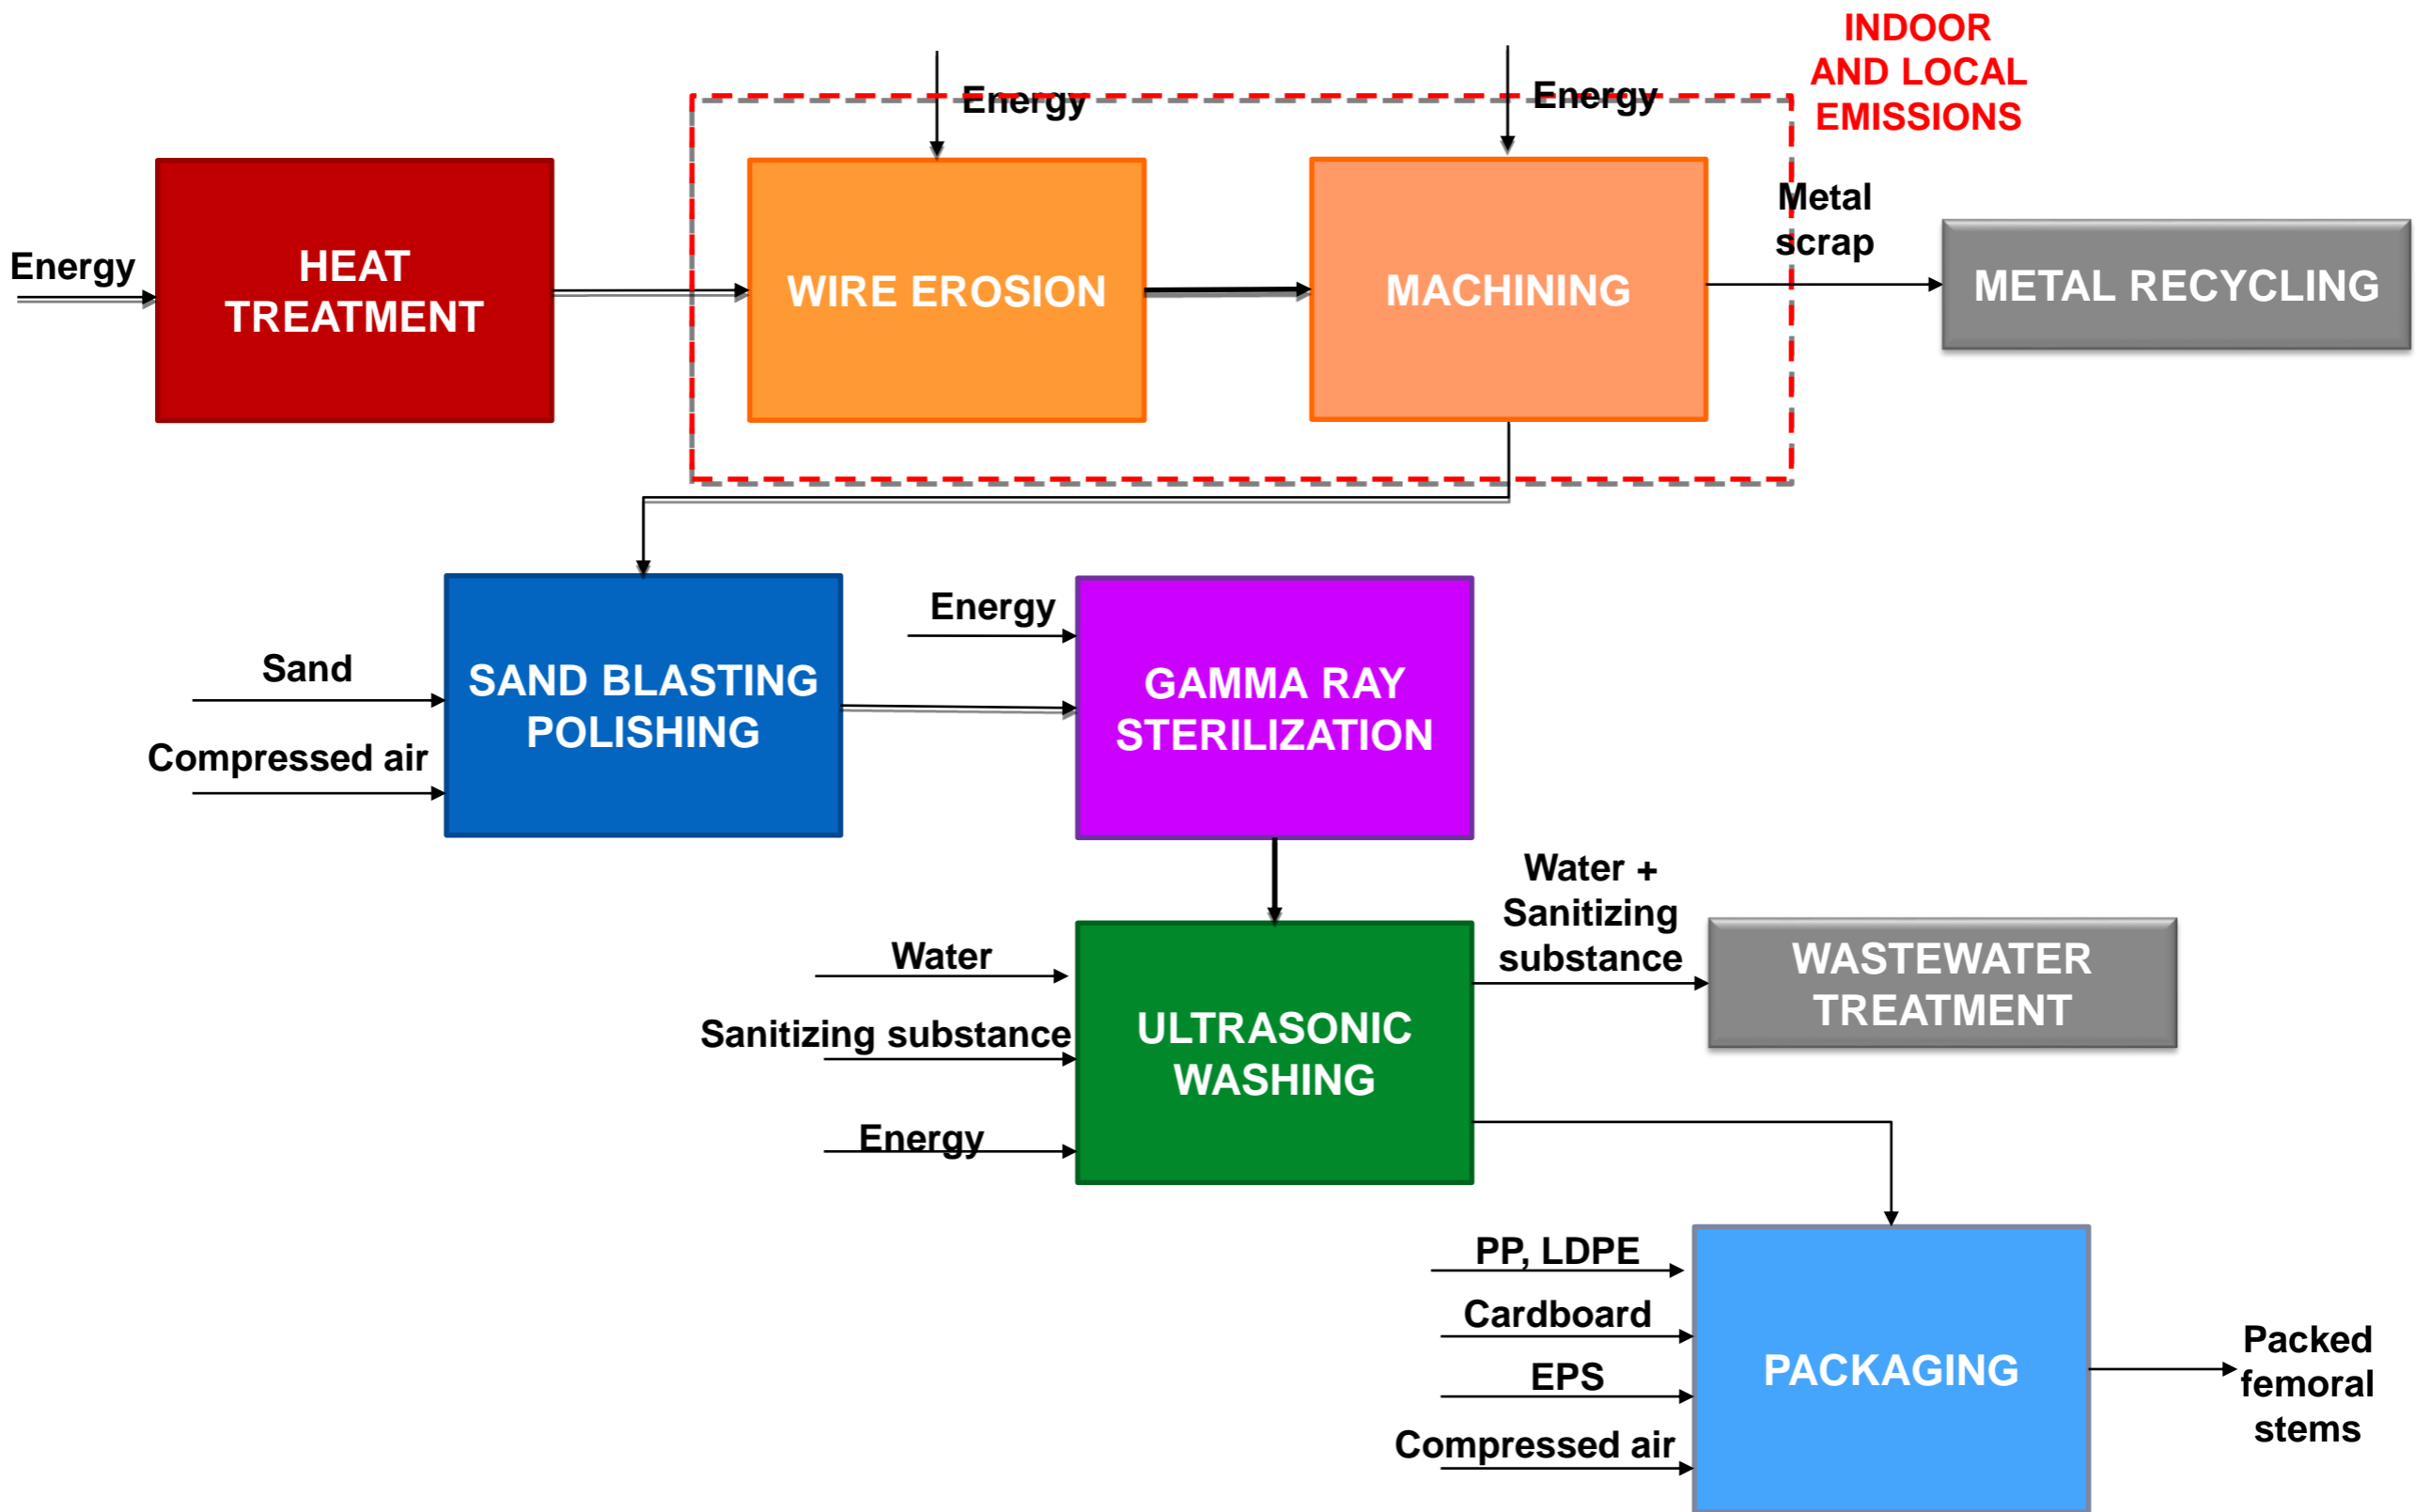 INDOOR
AND LOCAL
EMISSIONS
Energy
Energy
Energy
HEAT
TREATMENT
WIRE EROSION
MACHINING
Metal
scrap
METAL RECYCLING
Sand
Compressed air
SAND BLASTING
POLISHING
Energy
GAMMA RAY
STERILIZATION
Water
Sanitizing substance
Energy
ULTRASONIC
WASHING
Water +
Sanitizing
substance
WASTEWATER
TREATMENT
PP, LDPE
Cardboard
EPS
Compressed air
PACKAGING
Packed
femoral
stems